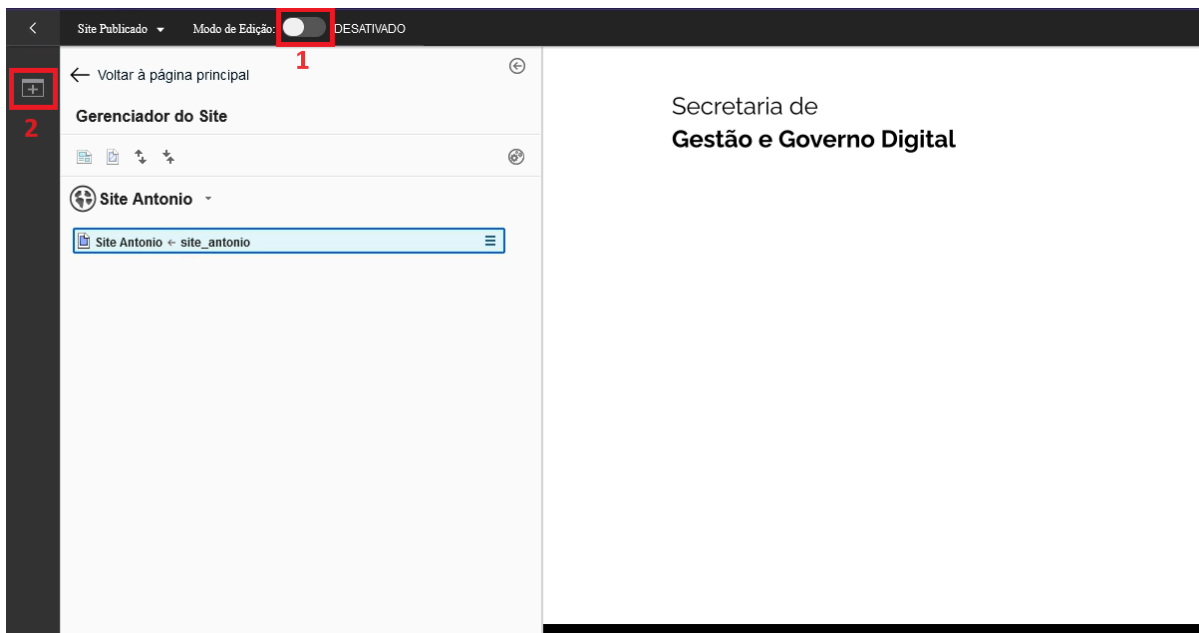 Site Publicado Modo de Edição: DESATIVADO
1
2
Voltar à página principal
Gerenciador do Site
Site Antonio
Site Antonio ← site_antonio
Secretaria de
Gestão e Governo Digital